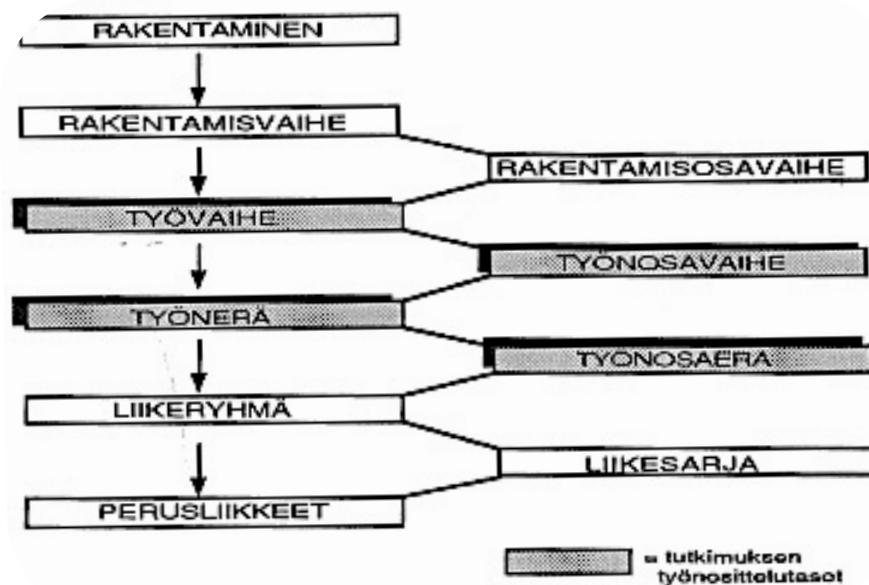 RAKENTAMINEN
RAKENTAMISVAIHE
RAKENTAMISOSAVAIHE
TYÖVAIHE
TYÖNOSAVAIHE
TYÖNERÄ
TYÖNOSAERÄ
LIIKERYHMÄ
LIIKESARJA
PERUSLIIKKEET
= tutkimuksen
työnosittelutasot